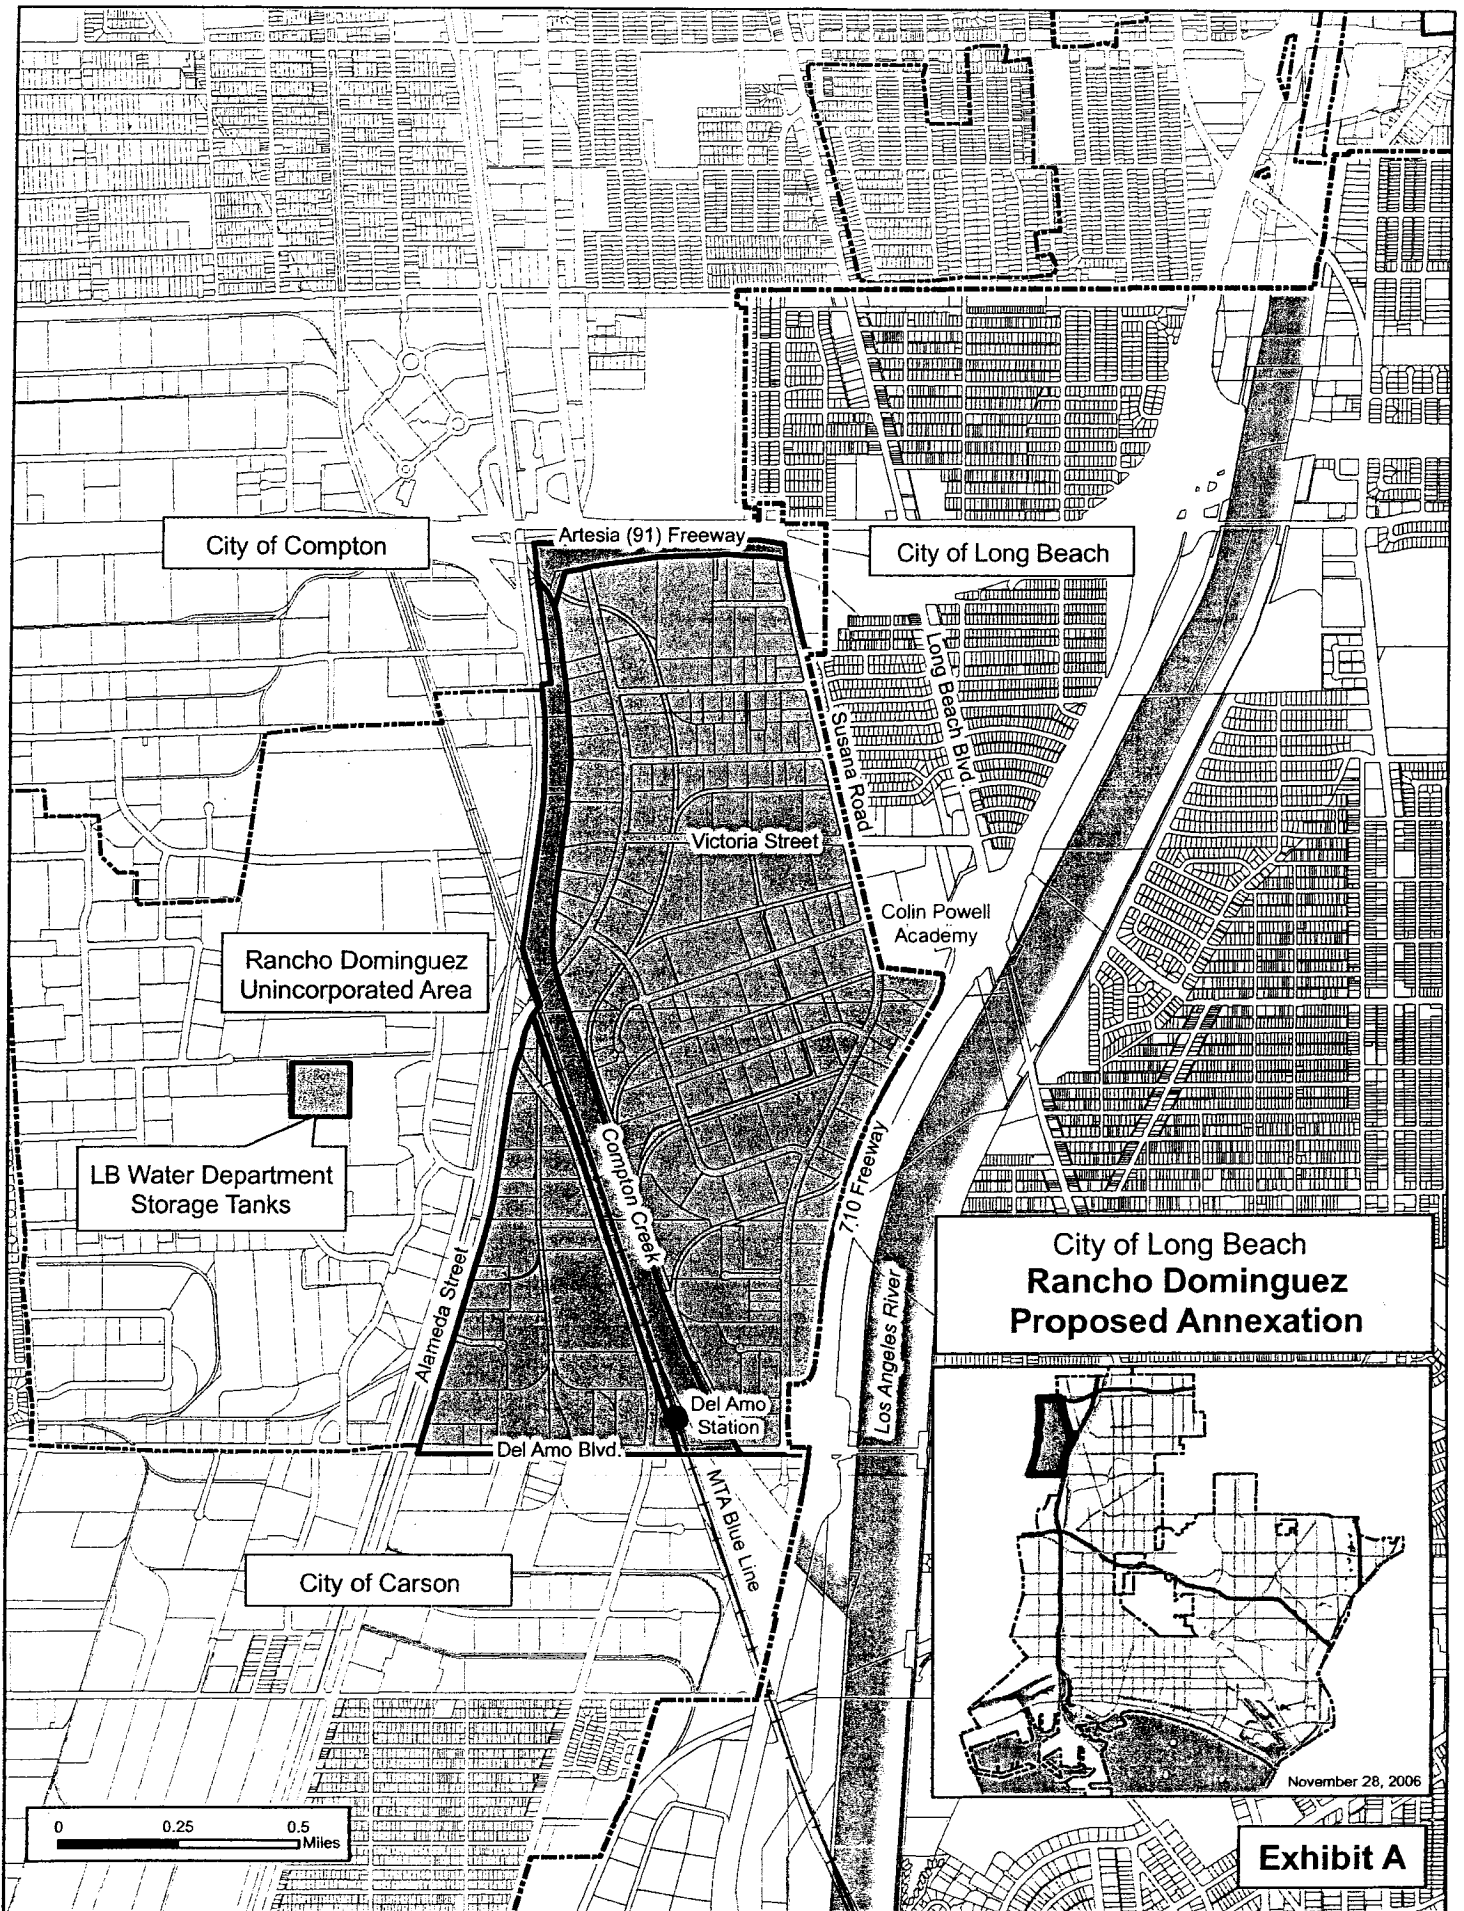 Artesia (91) Freeway
City of Compton
City of Long Beach
Long Beach Blvd.
Susana Road
Victoria Street
Colin Powell
Academy
Rancho Dominguez
Unincorporated Area
LB Water Department
Storage Tanks
Compton Creek
710 Freeway
Alameda Street
Los Angeles River
City of Long Beach
Rancho Dominguez
Proposed Annexation
Del Amo
Station
Del Amo Blvd.
MTA Blue Line
City of Carson
November 28, 2006
0 0.25 0.5
Miles
Exhibit A